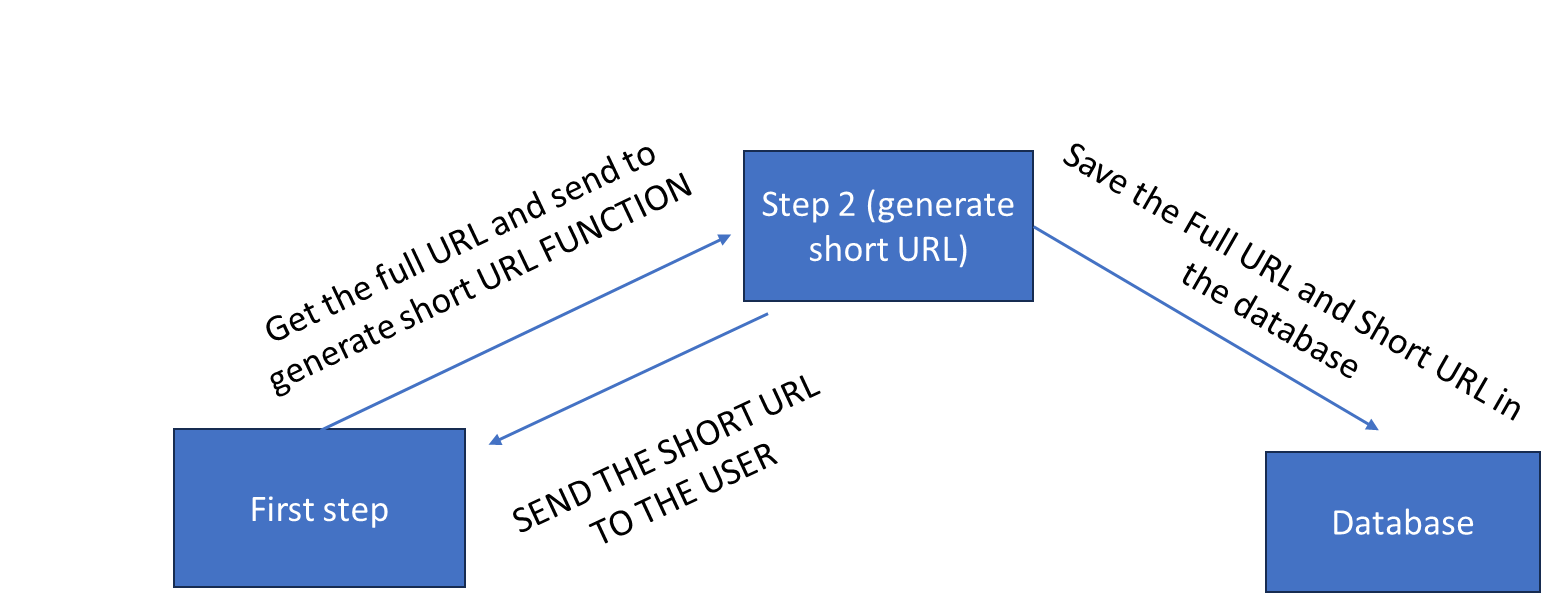 Get the full URL and send to
generate short URL FUNCTION
Step 2 (generate
short URL)
Save the Full URL and Short URL in
the database
SEND THE SHORT URL
TO THE USER
First step
Database